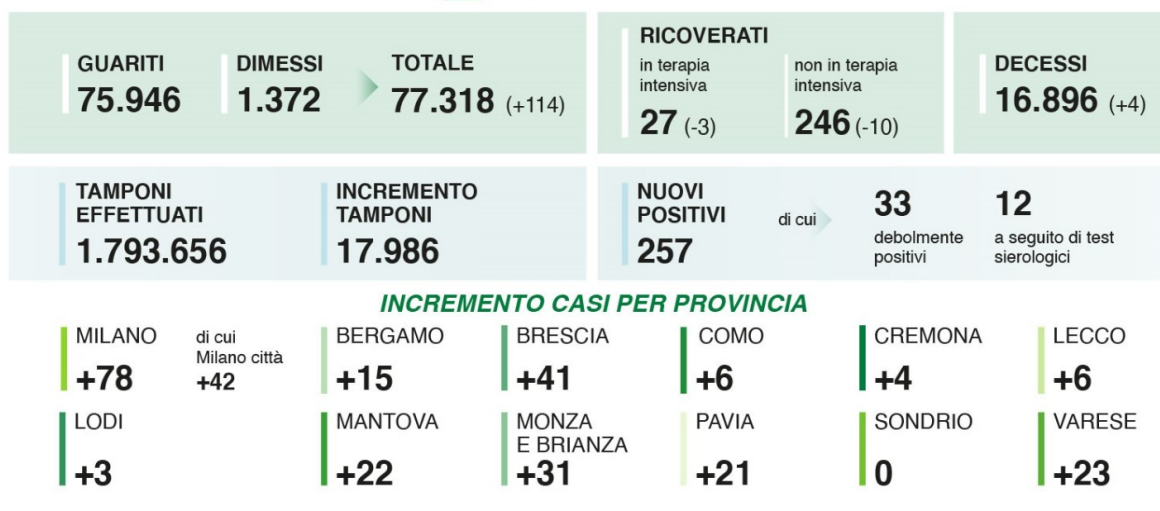 GUARITI
75.946
DIMESSI
1.372
TOTALE
77.318 (+114)
RICOVERATI
in terapia
intensiva
27 (-3)
non in terapia
intensiva
246 (-10)
DECESSI
16.896 (+4)
TAMPONI
EFFETTUATI
1.793.656
INCREMENTO
TAMPONI
17.986
NUOVI
POSITIVI
257
di cui
33
debolmente
positivi
12
a seguito di test
sierologici
INCREMENTO CASI PER PROVINCIA
MILANO
+78
di cui
Milano città
+42
BERGAMO
+15
BRESCIA
+41
COMO
+6
CREMONA
+4
LECCO
+6
LODI
+3
MANTOVA
+22
MONZA
E BRIANZA
+31
PAVIA
+21
SONDRIO
0
VARESE
+23